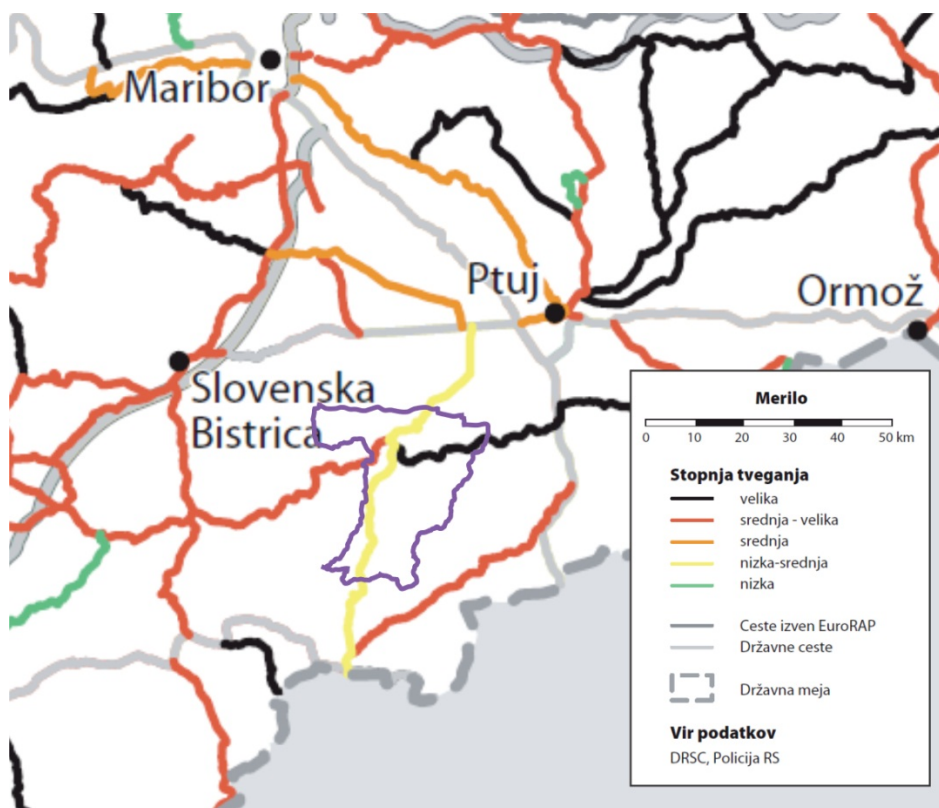 Maribor
Ptuj
Ormož
Slovenska
Bistrica
Merilo
0 10 20 30 40 50 km
Stopnja tveganja
velika
srednja - velika
srednja
nizka-srednja
nizka
Ceste izven EuroRAP
Državne ceste
Državna meja
Vir podatkov
DRSC, Policija RS